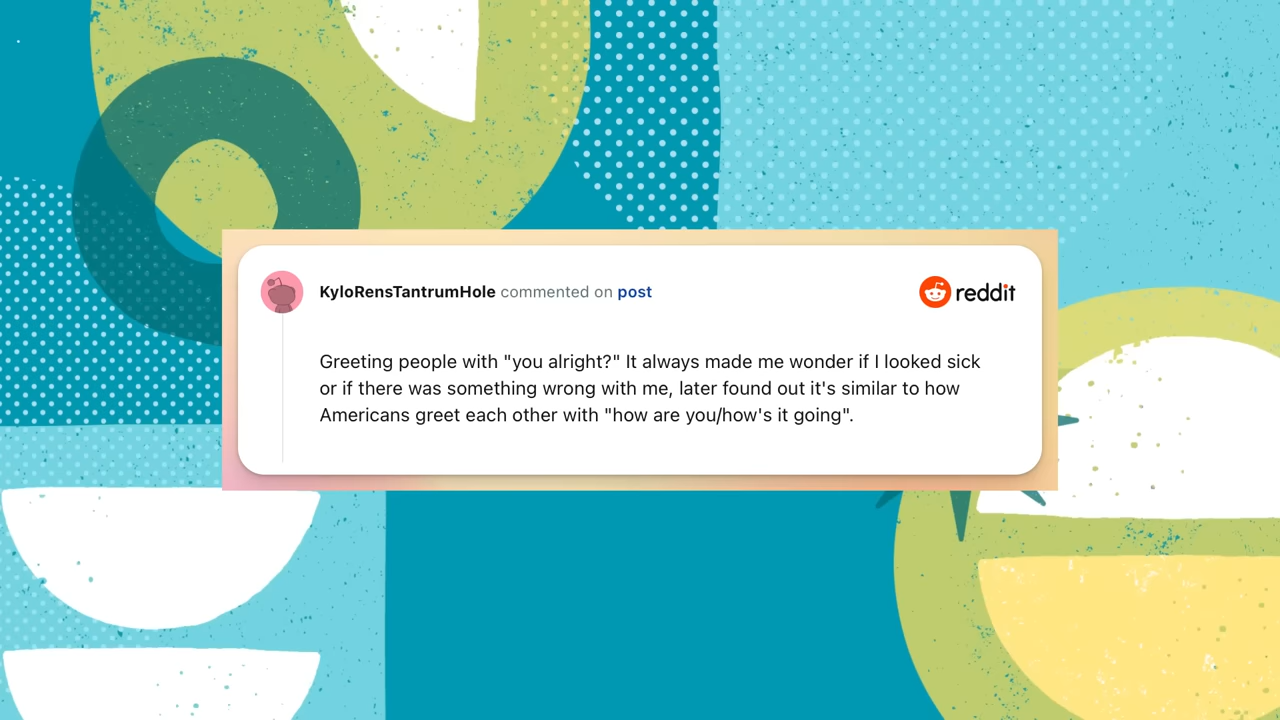 KyloRensTantrumHole commented on post
reddit
Greeting people with "you alright?" It always made me wonder if I looked sick
or if there was something wrong with me, later found out it's similar to how
Americans greet each other with "how are you/how's it going".